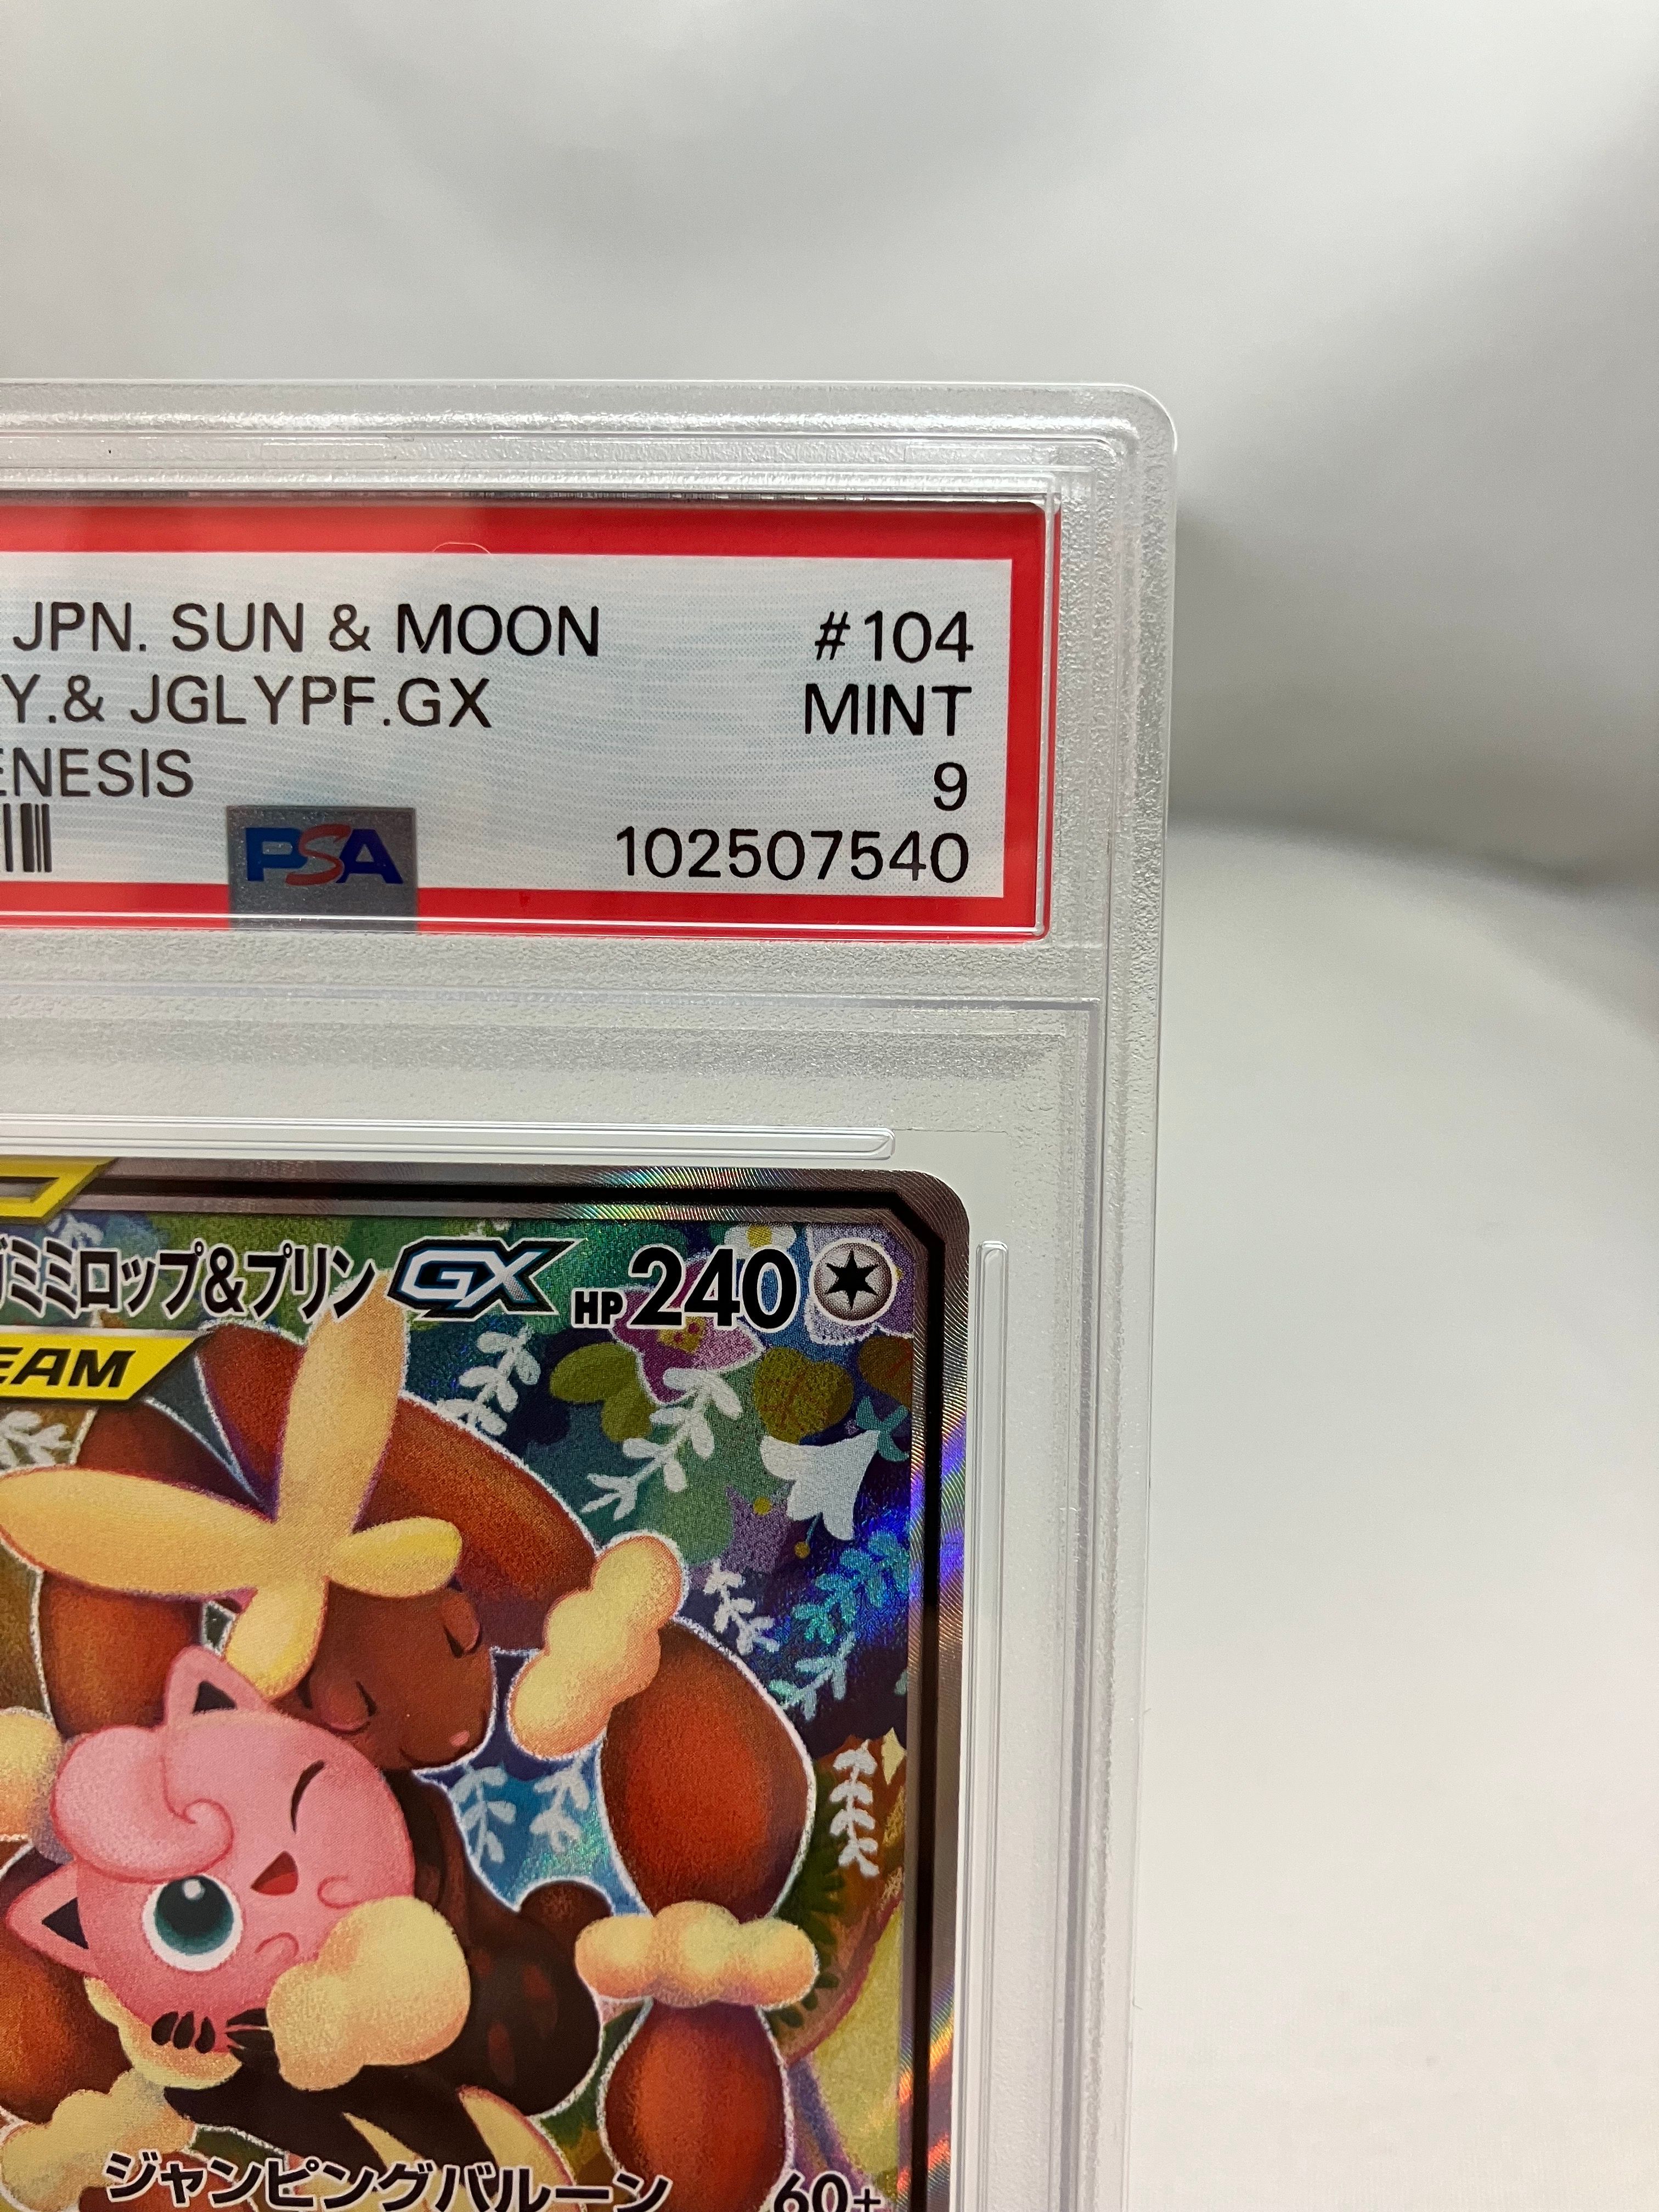 JPN. SUN & MOON #104
Y.& JGLYPF.GX MINT
ENESIS 9
PSA 102507540
ミミロップ&プリン GX HP 240
EAM
ジャンピングバルーン 60+